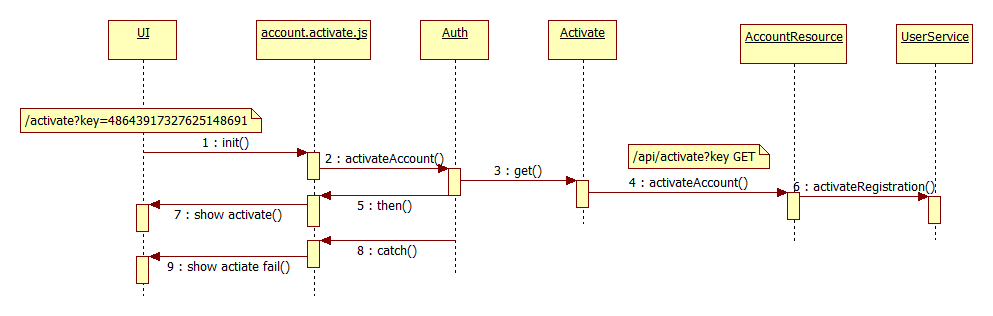 UI
account.activate.js
Auth
Activate
AccountResource
UserService
/activate?key=48643917327625148691
1 : init()
2 : activateAccount()
/api/activate?key GET
3 : get()
4 : activateAccount()
6 : activateRegistration()
5 : then()
7 : show activate()
8 : catch()
9 : show actiate fail()